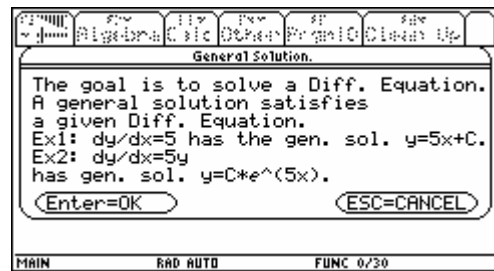 Algebra Calc Other PrgmIO Clean Up
General Solution.
The goal is to solve a Diff. Equation.
A general solution satisfies
a given Diff. Equation.
Ex1: dy/dx=5 has the gen. sol. y=5x+C.
Ex2: dy/dx=5y
has gen. sol. y=C*e^(5x).
Enter=OK ESC=CANCEL
MAIN RAD AUTO FUNC 0/30